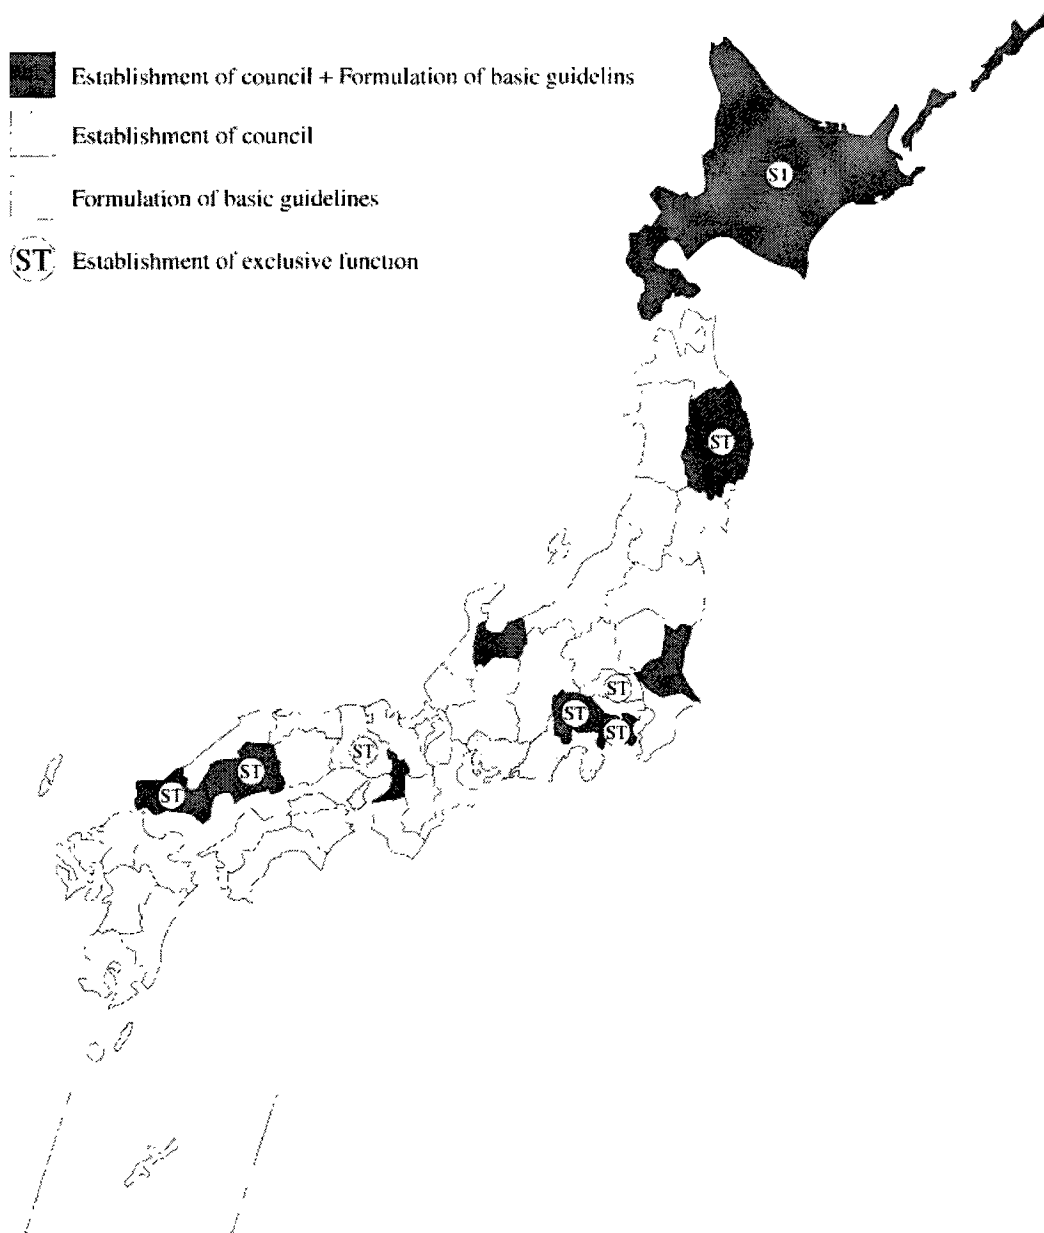 Establishment of council + Formulation of basic guidelins
Establishment of council
Formulation of basic guidelines
ST Establishment of exclusive function
S1
ST
ST
ST
ST
ST
ST
ST